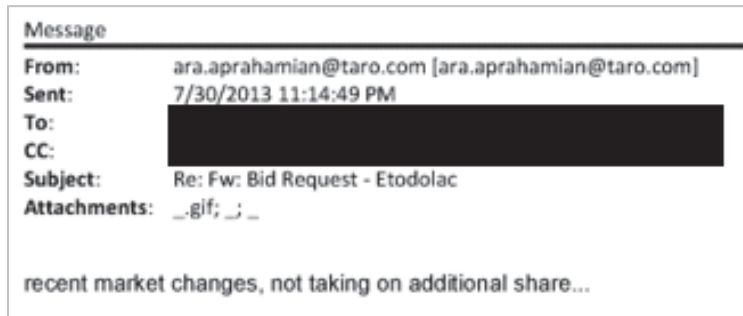 Message
From: ara.aprahamian@taro.com [ara.aprahamian@taro.com]
Sent: 7/30/2013 11:14:49 PM
To:
CC:
Subject: Re: Fw: Bid Request - Etodolac
Attachments: _.gif; _; _
recent market changes, not taking on additional share...